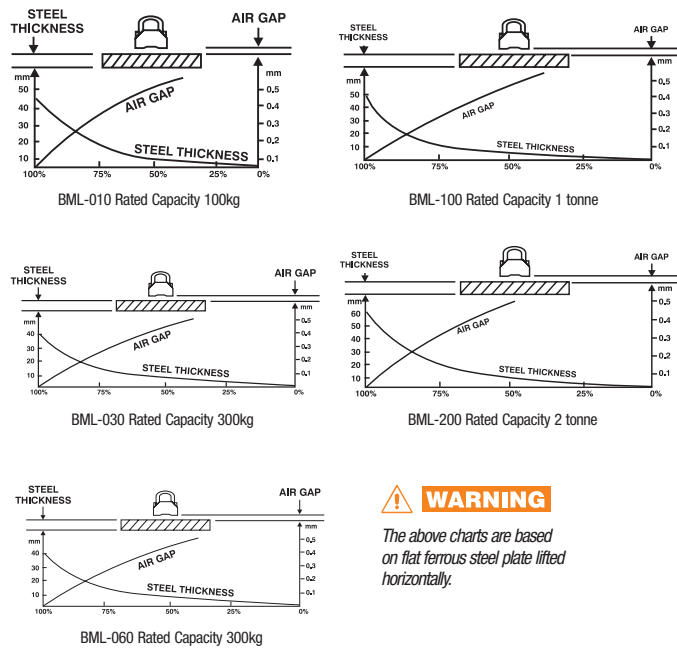 STEEL
THICKNESS
AIR GAP
mm
mm
50
40
30
20
10
0.5
0.4
0.3
0.2
0.1
AIR GAP
STEEL THICKNESS
100%
75%
50%
25%
0%
BML-010 Rated Capacity 100kg
STEEL
THICKNESS
AIR GAP
mm
mm
50
40
30
20
10
0.5
0.4
0.3
0.2
0.1
AIR GAP
STEEL THICKNESS
100%
75%
50%
25%
0%
BML-100 Rated Capacity 1 tonne
STEEL
THICKNESS
AIR GAP
mm
mm
40
30
20
10
0.5
0.4
0.3
0.2
0.1
AIR GAP
STEEL THICKNESS
100%
75%
50%
25%
0%
BML-030 Rated Capacity 300kg
STEEL
THICKNESS
AIR GAP
mm
mm
60
50
40
30
20
10
0.5
0.4
0.3
0.2
0.1
AIR GAP
STEEL THICKNESS
100%
75%
50%
25%
0%
BML-200 Rated Capacity 2 tonne
STEEL
THICKNESS
AIR GAP
mm
mm
40
30
20
10
0.5
0.4
0.3
0.2
0.1
AIR GAP
STEEL THICKNESS
100%
75%
50%
25%
0%
BML-060 Rated Capacity 300kg
WARNING
The above charts are based
on flat ferrous steel plate lifted
horizontally.